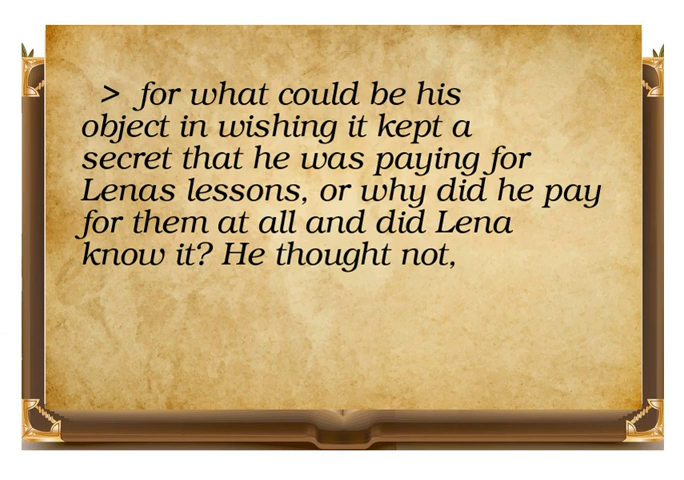 > for what could be his
object in wishing it kept a
secret that he was paying for
Lenas lessons, or why did he pay
for them at all and did Lena
know it? He thought not,